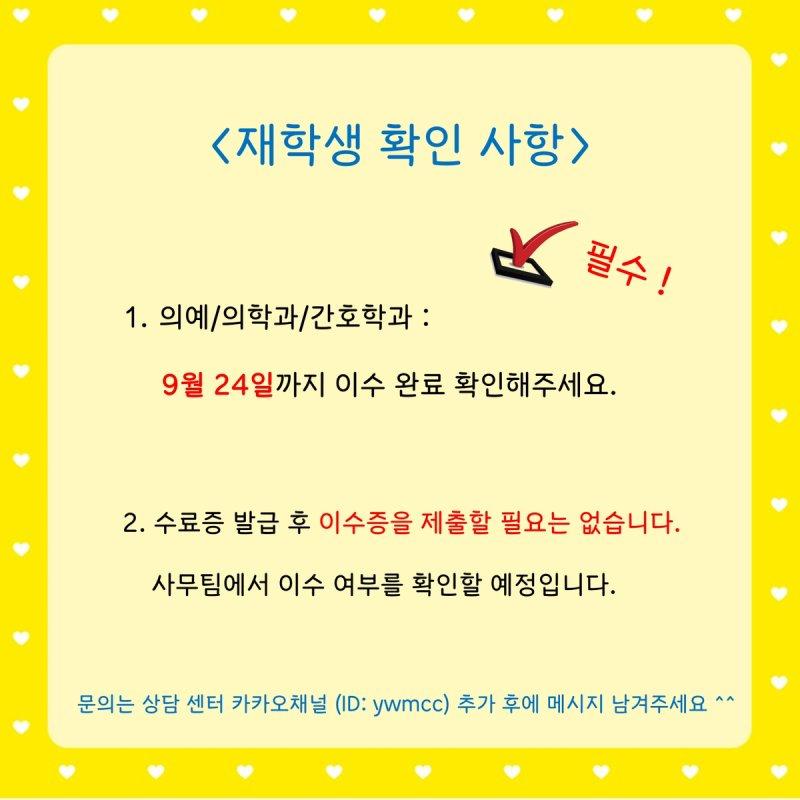 <재학생 확인 사항>
필수 !
1. 의예/의학과/간호학과 :
9월 24일까지 이수 완료 확인해주세요.
2. 수료증 발급 후 이수증을 제출할 필요는 없습니다.
사무팀에서 이수 여부를 확인할 예정입니다.
문의는 상담 센터 카카오채널 (ID: ywmcc) 추가 후에 메시지 남겨주세요 ^^